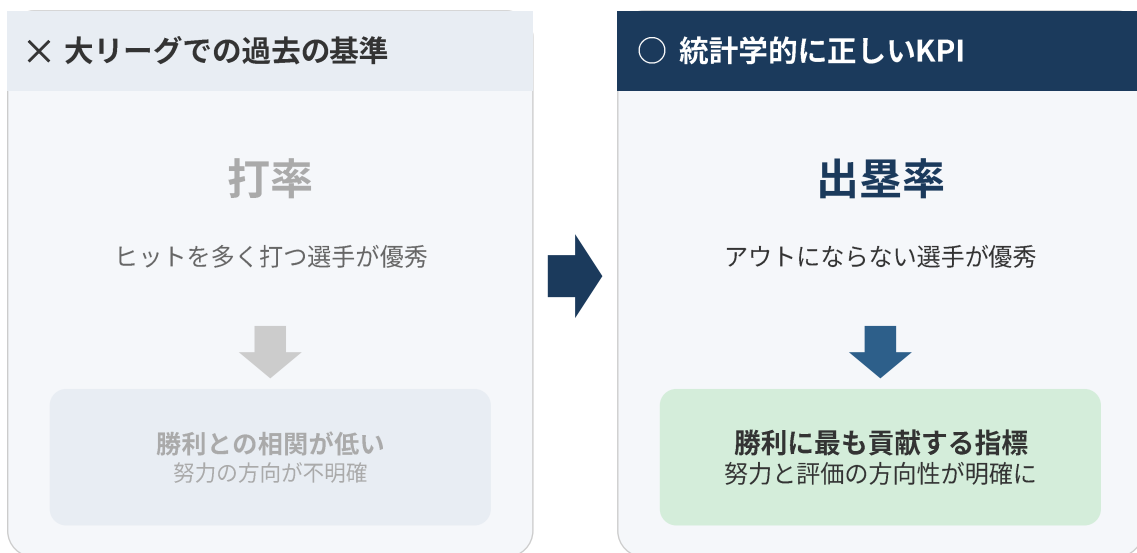 × 大リーグでの過去の基準
打率
ヒットを多く打つ選手が優秀
勝利との相関が低い
努力の方向が不明確
○ 統計学的に正しいKPI
出塁率
アウトにならない選手が優秀
勝利に最も貢献する指標
努力と評価の方向性が明確に